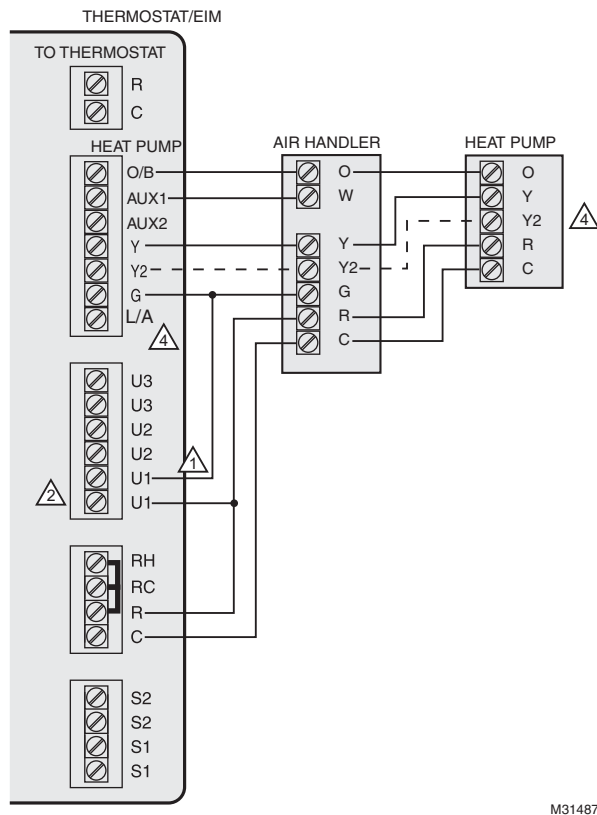 THERMOSTAT/EIM
TO THERMOSTAT
R
C
HEAT PUMP
O/B
AUX1
AUX2
Y
Y2
G
L/A
4
U3
U3
U2
U2
U1
1
U1
2
RH
RC
R
C
S2
S2
S1
S1
AIR HANDLER
O
W
Y
Y2
G
R
C
HEAT PUMP
O
Y
Y2
R
C
4
M31487